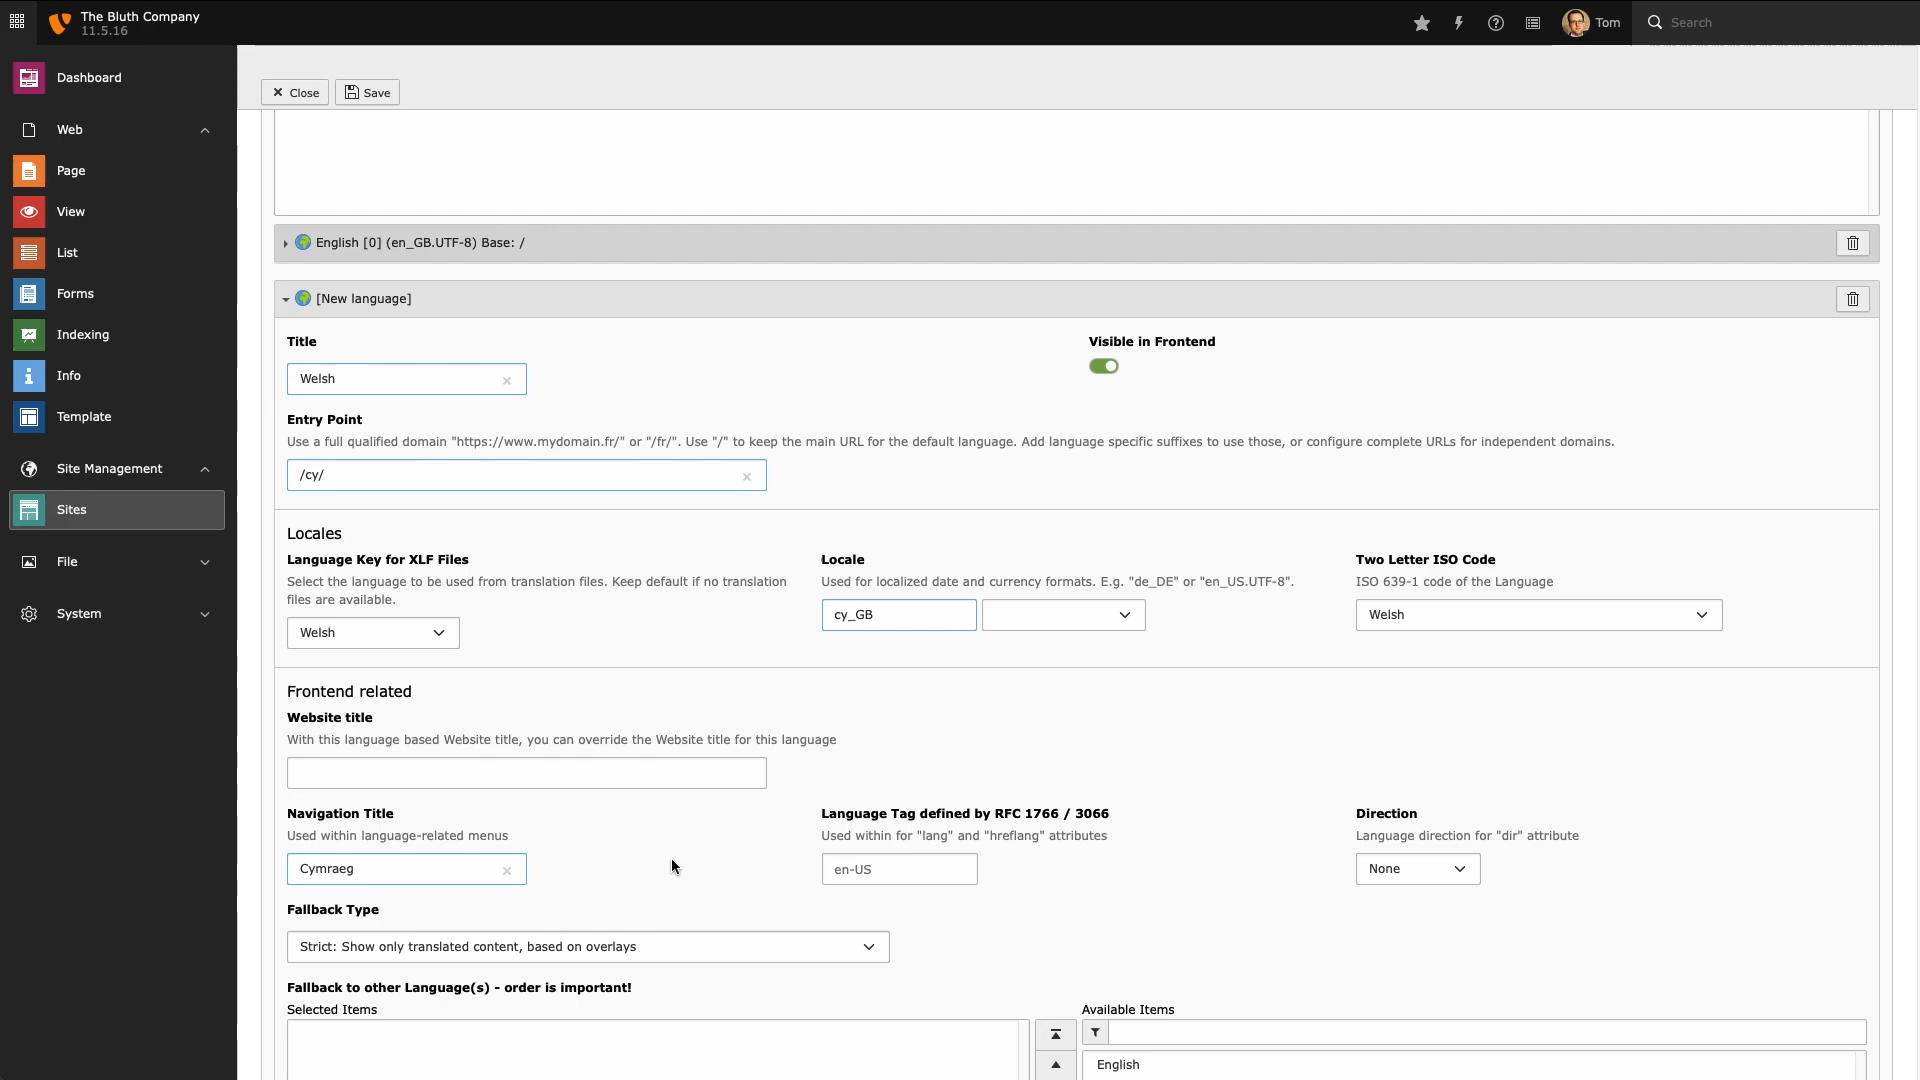 The Bluth Company
11.5.16
Tom
Search
Dashboard
Web
Page
View
List
Forms
Indexing
Info
Template
Site Management
Sites
File
System
Close
Save
English [0] (en_GB.UTF-8) Base: /
[New language]
Title
Visible in Frontend
Welsh
Entry Point
Use a full qualified domain "https://www.mydomain.fr/" or "/fr/". Use "/" to keep the main URL for the default language. Add language specific suffixes to use those, or configure complete URLs for independent domains.
/cy/
Locales
Language Key for XLF Files
Select the language to be used from translation files. Keep default if no translation
files are available.
Welsh
Locale
Used for localized date and currency formats. E.g. "de_DE" or "en_US.UTF-8".
cy_GB
Two Letter ISO Code
ISO 639-1 code of the Language
Welsh
Frontend related
Website title
With this language based Website title, you can override the Website title for this language
Navigation Title
Used within language-related menus
Cymraeg
Language Tag defined by RFC 1766 / 3066
Used within for "lang" and "hreflang" attributes
en-US
Direction
Language direction for "dir" attribute
None
Fallback Type
Strict: Show only translated content, based on overlays
Fallback to other Language(s) - order is important!
Selected Items
Available Items
English